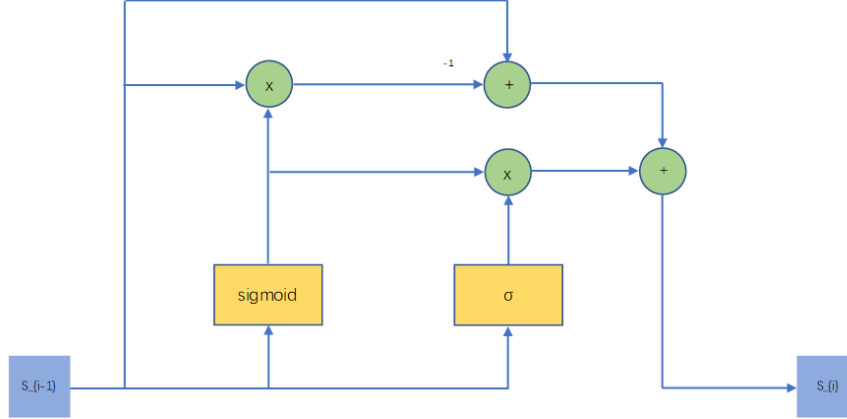 -1
x
+
x
+
sigmoid
σ
S_{i-1}
S_{i}